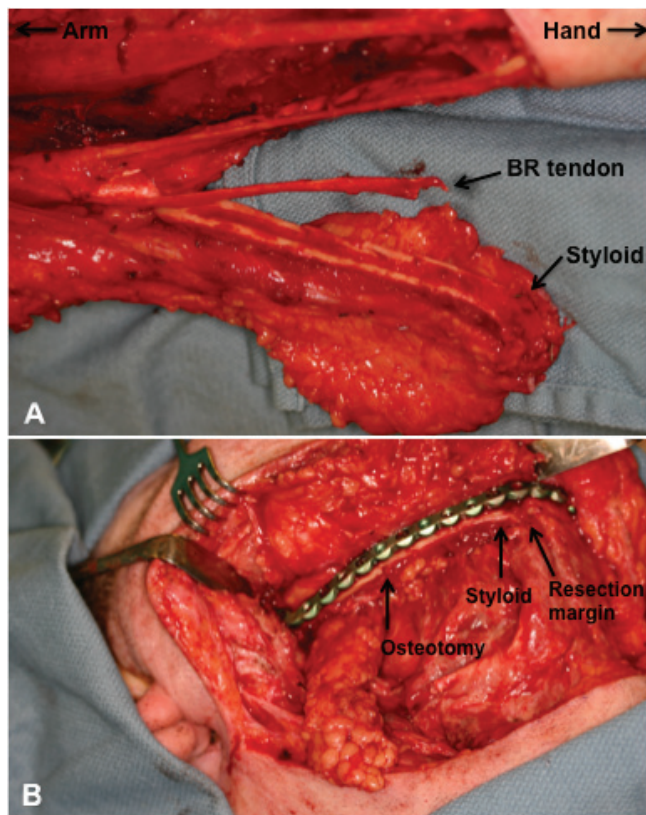 Arm
Hand
BR tendon
Styloid
A
Styloid
Resection
margin
Osteotomy
B